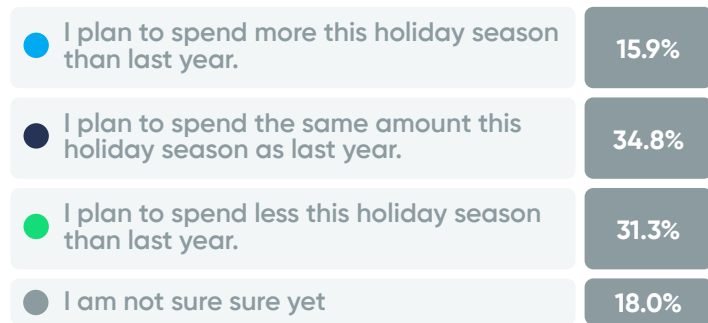 I plan to spend more this holiday season
than last year.
15.9%
I plan to spend the same amount this
holiday season as last year.
34.8%
I plan to spend less this holiday season
than last year.
31.3%
I am not sure sure yet
18.0%